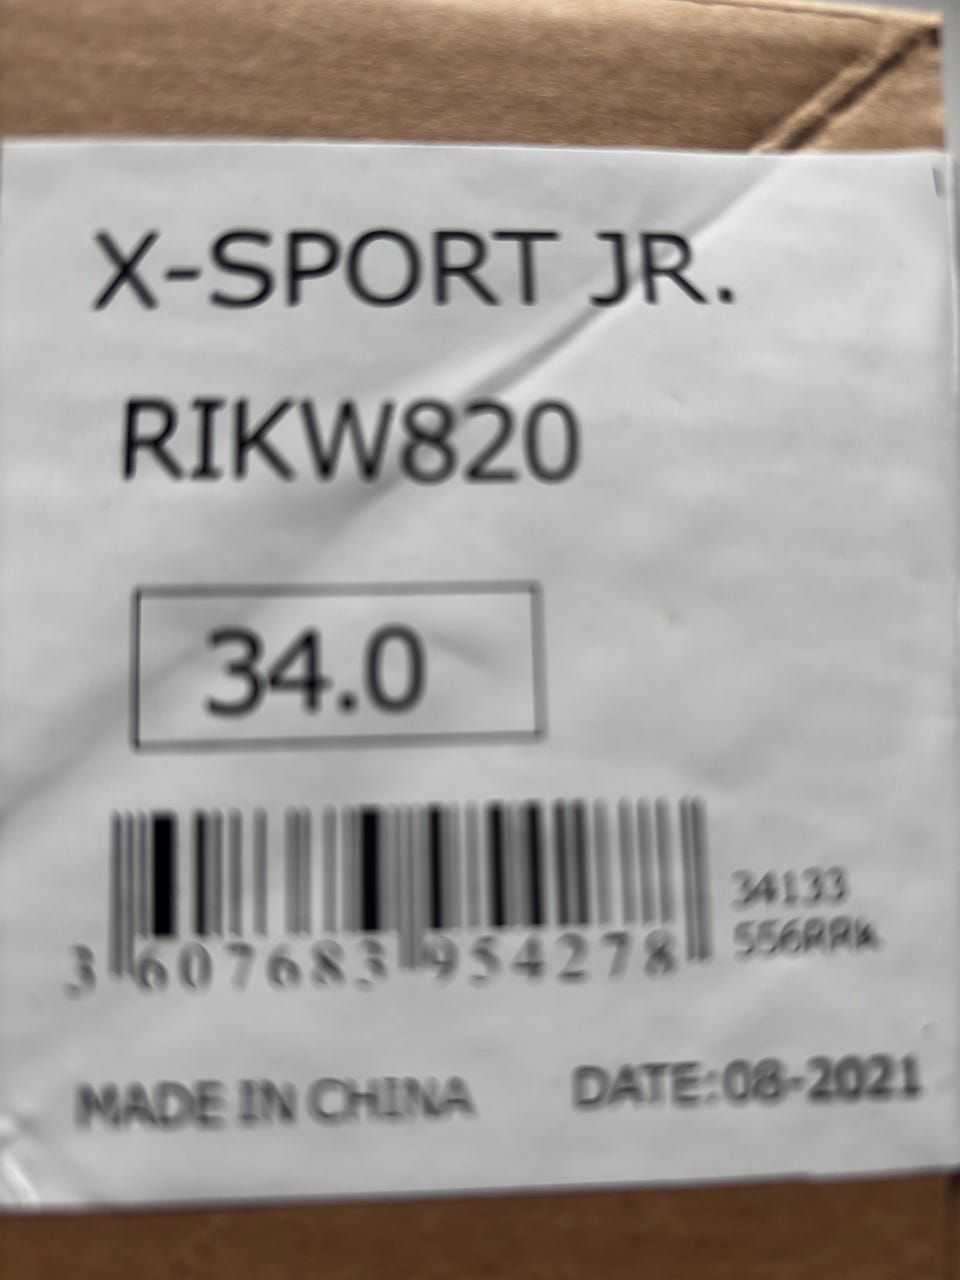 X-SPORT JR.
RIKW820
34.0
34133
556RRK
3 607683 954278
MADE IN CHINA
DATE:08-2021